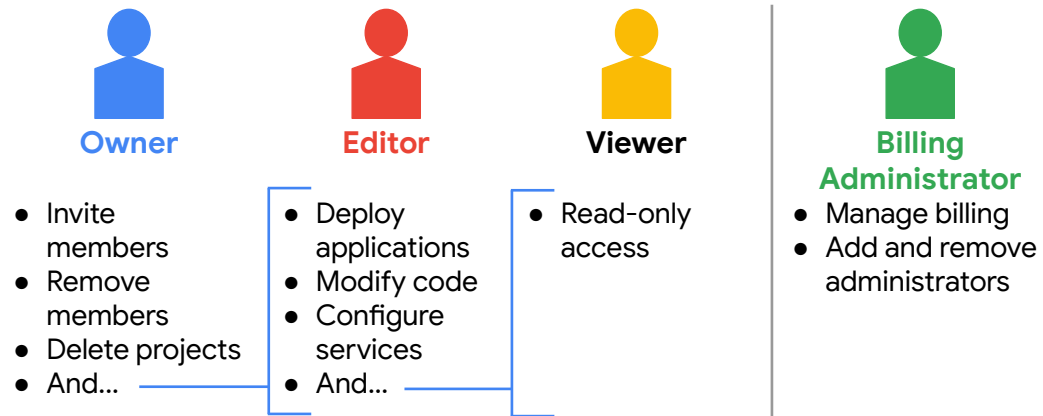 Owner
● Invite
members
● Remove
members
● Delete projects
● And...
Editor
● Deploy
applications
● Modify code
● Configure
services
● And...
Viewer
● Read-only
access
Billing
Administrator
● Manage billing
● Add and remove
administrators